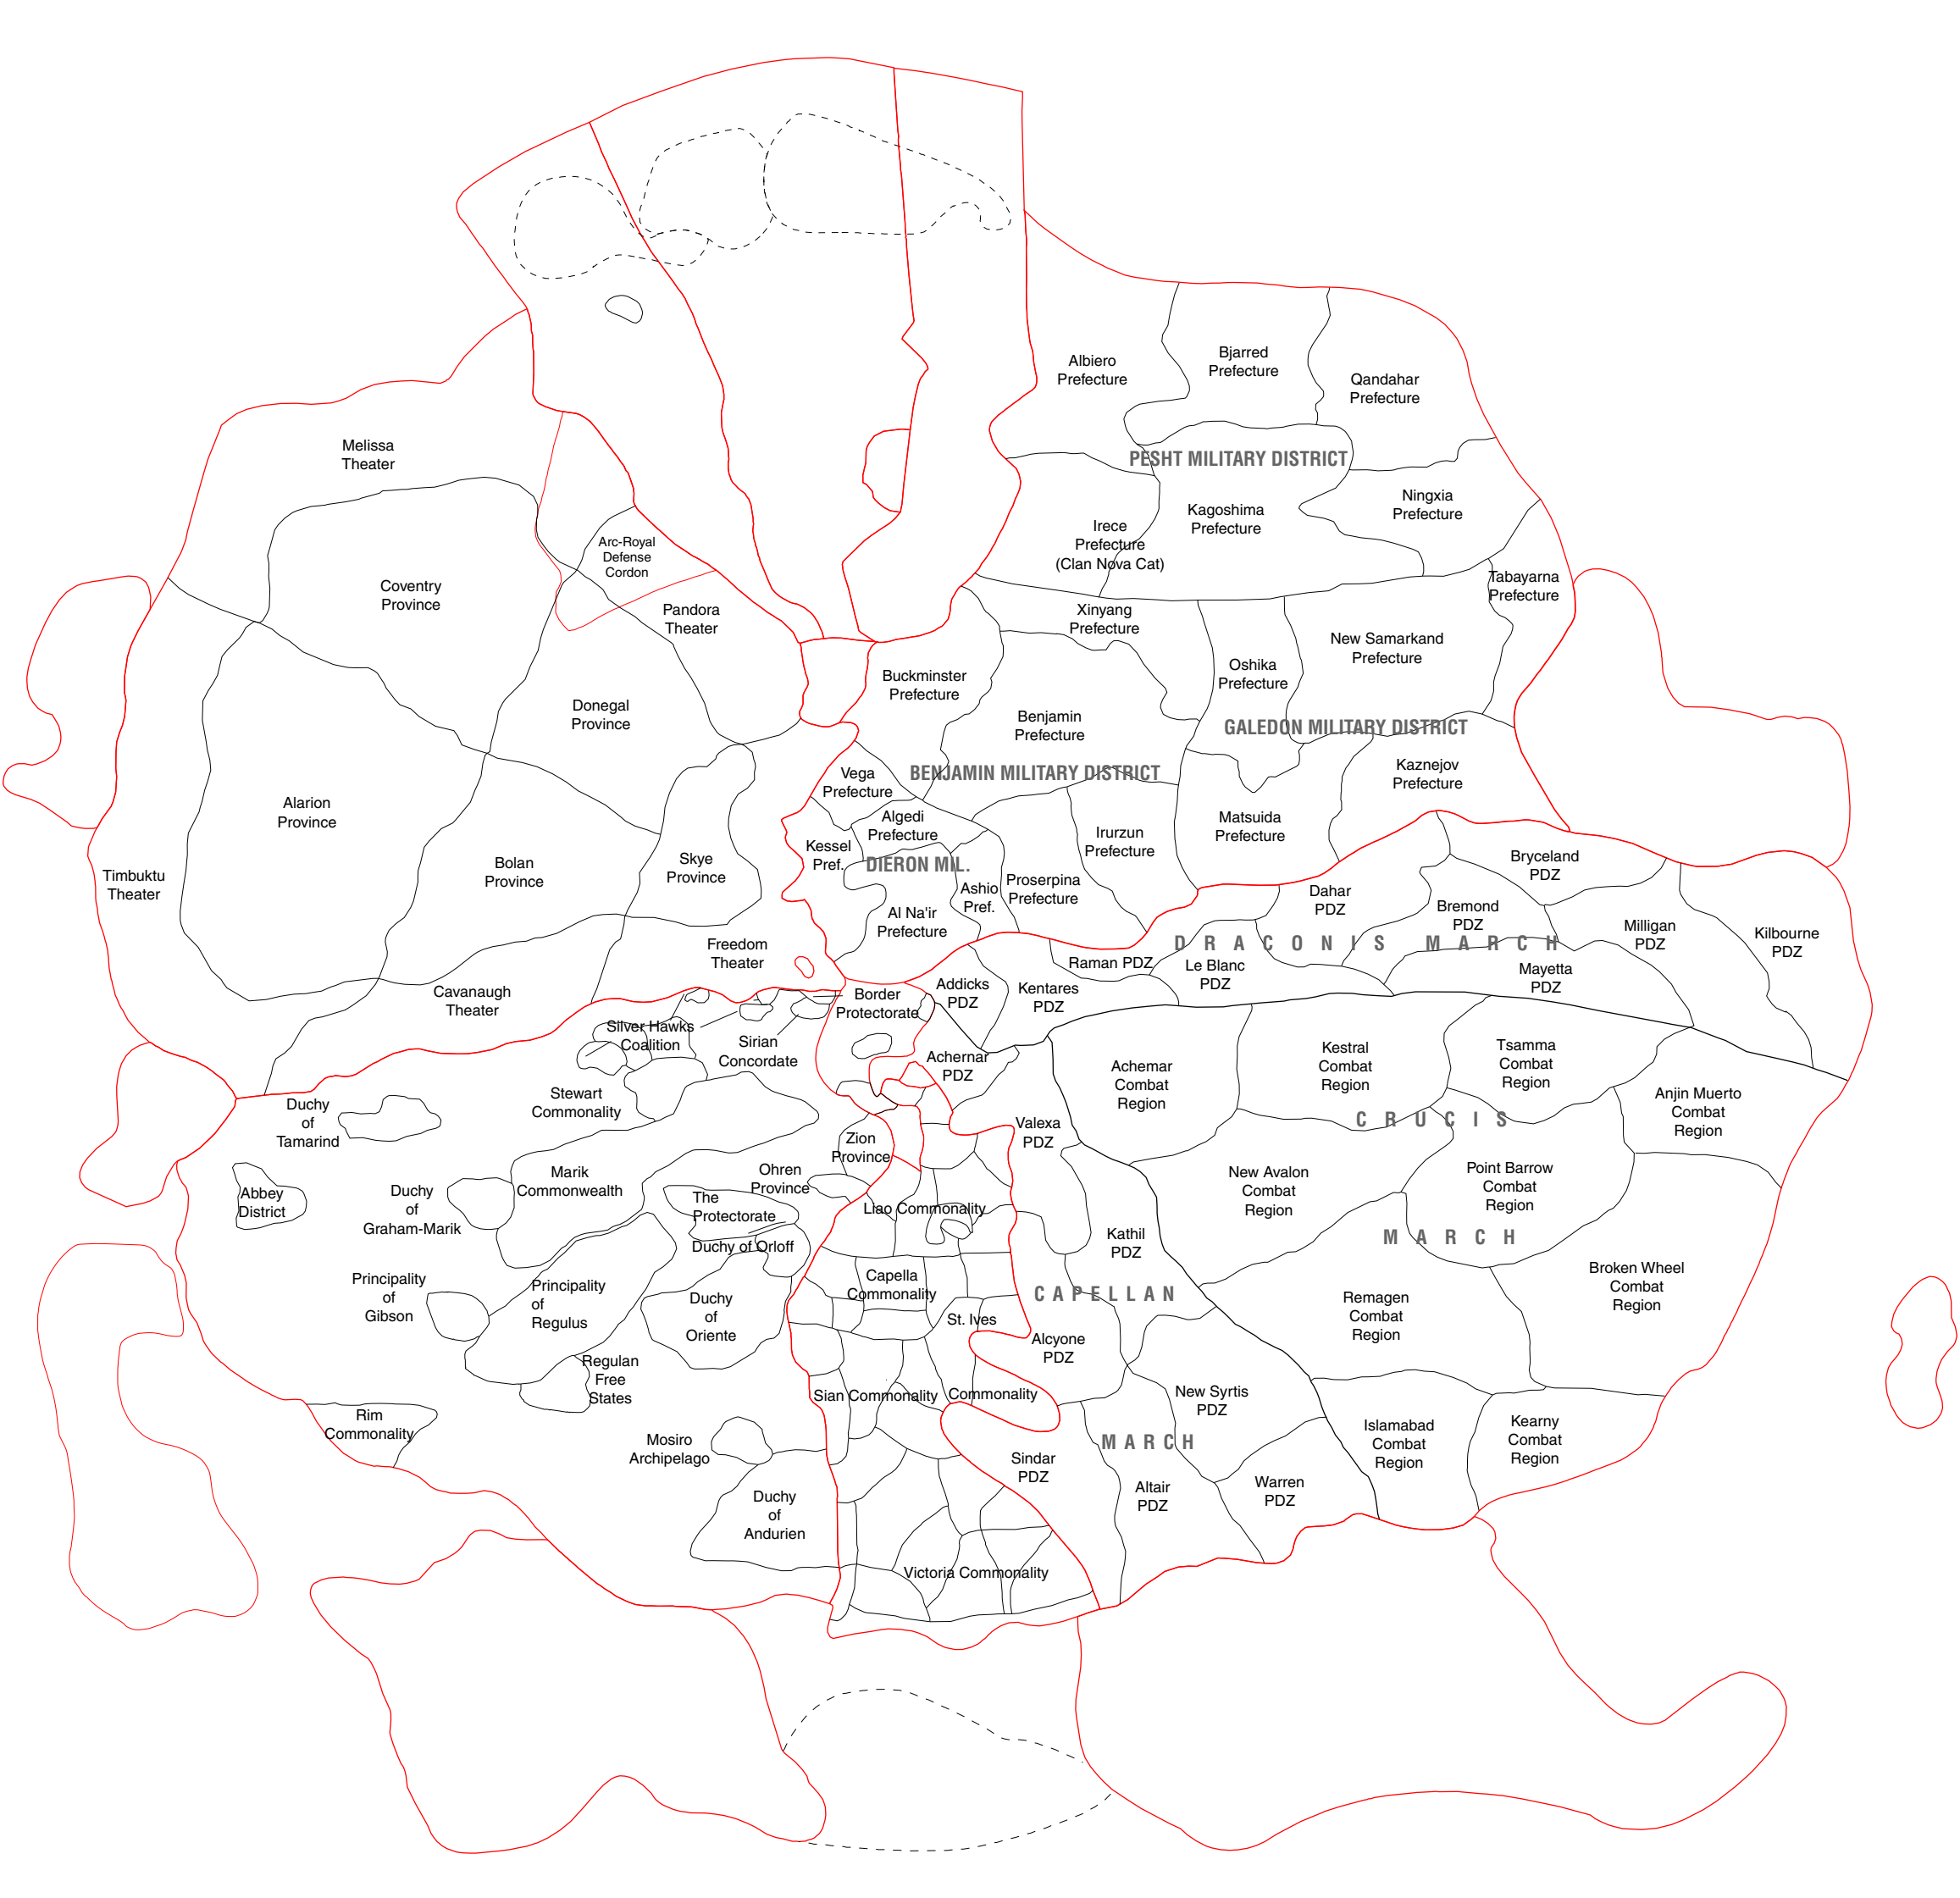 Albiero
Prefecture
Bjarred
Prefecture
Qandahar
Prefecture
PESHT MILITARY DISTRICT
Melissa
Theater
Ningxia
Prefecture
Kagoshima
Prefecture
Irece
Prefecture
(Clan Nova Cat)
Arc-Royal
Defense
Cordon
Coventry
Province
Tabayarna
Prefecture
Pandora
Theater
Xinyang
Prefecture
New Samarkand
Prefecture
Oshika
Prefecture
Buckminster
Prefecture
Donegal
Province
Benjamin
Prefecture
GALEDON MILITARY DISTRICT
Vega
Prefecture
BENJAMIN MILITARY DISTRICT
Kaznejov
Prefecture
Alarion
Province
Algedi
Prefecture
Matsuida
Prefecture
Irurzun
Prefecture
Kessel
Pref.
DIERON MIL.
Bolan
Province
Skye
Province
Timbuktu
Theater
Proserpina
Prefecture
Ashio
Pref.
Bryceland
PDZ
Dahar
PDZ
Bremond
PDZ
Al Na'ir
Prefecture
Milligan
PDZ
Kilbourne
PDZ
DRACONIS MARCH
Freedom
Theater
Raman PDZ
Le Blanc
PDZ
Mayetta
PDZ
Addicks
PDZ
Kentares
PDZ
Cavanaugh
Theater
Border
Protectorate
Silver Hawks
Coalition
Sirian
Concordate
Achernar
PDZ
Achemar
Combat
Region
Kestral
Combat
Region
Tsamma
Combat
Region
Stewart
Commonality
Anjin Muerto
Combat
Region
Duchy
of
Tamarind
CRUCIS
Valexa
PDZ
Zion
Province
Ohren
Province
Marik
Commonwealth
New Avalon
Combat
Region
Point Barrow
Combat
Region
Abbey
District
Duchy
of
Graham-Marik
The
Protectorate
Liao Commonality
Kathil
PDZ
MARCH
Duchy of Orloff
Principality
of
Gibson
Principality
of
Regulus
Duchy
of
Oriente
Capella
Commonality
CAPELLAN
Broken Wheel
Combat
Region
Remagen
Combat
Region
St. Ives
Alcyone
PDZ
Regulan
Free
States
Sian Commonality
Commonality
New Syrtis
PDZ
Rim
Commonality
Islamabad
Combat
Region
Kearny
Combat
Region
Mosiro
Archipelago
MARCH
Sindar
PDZ
Altair
PDZ
Warren
PDZ
Duchy
of
Andurien
Victoria Commonality